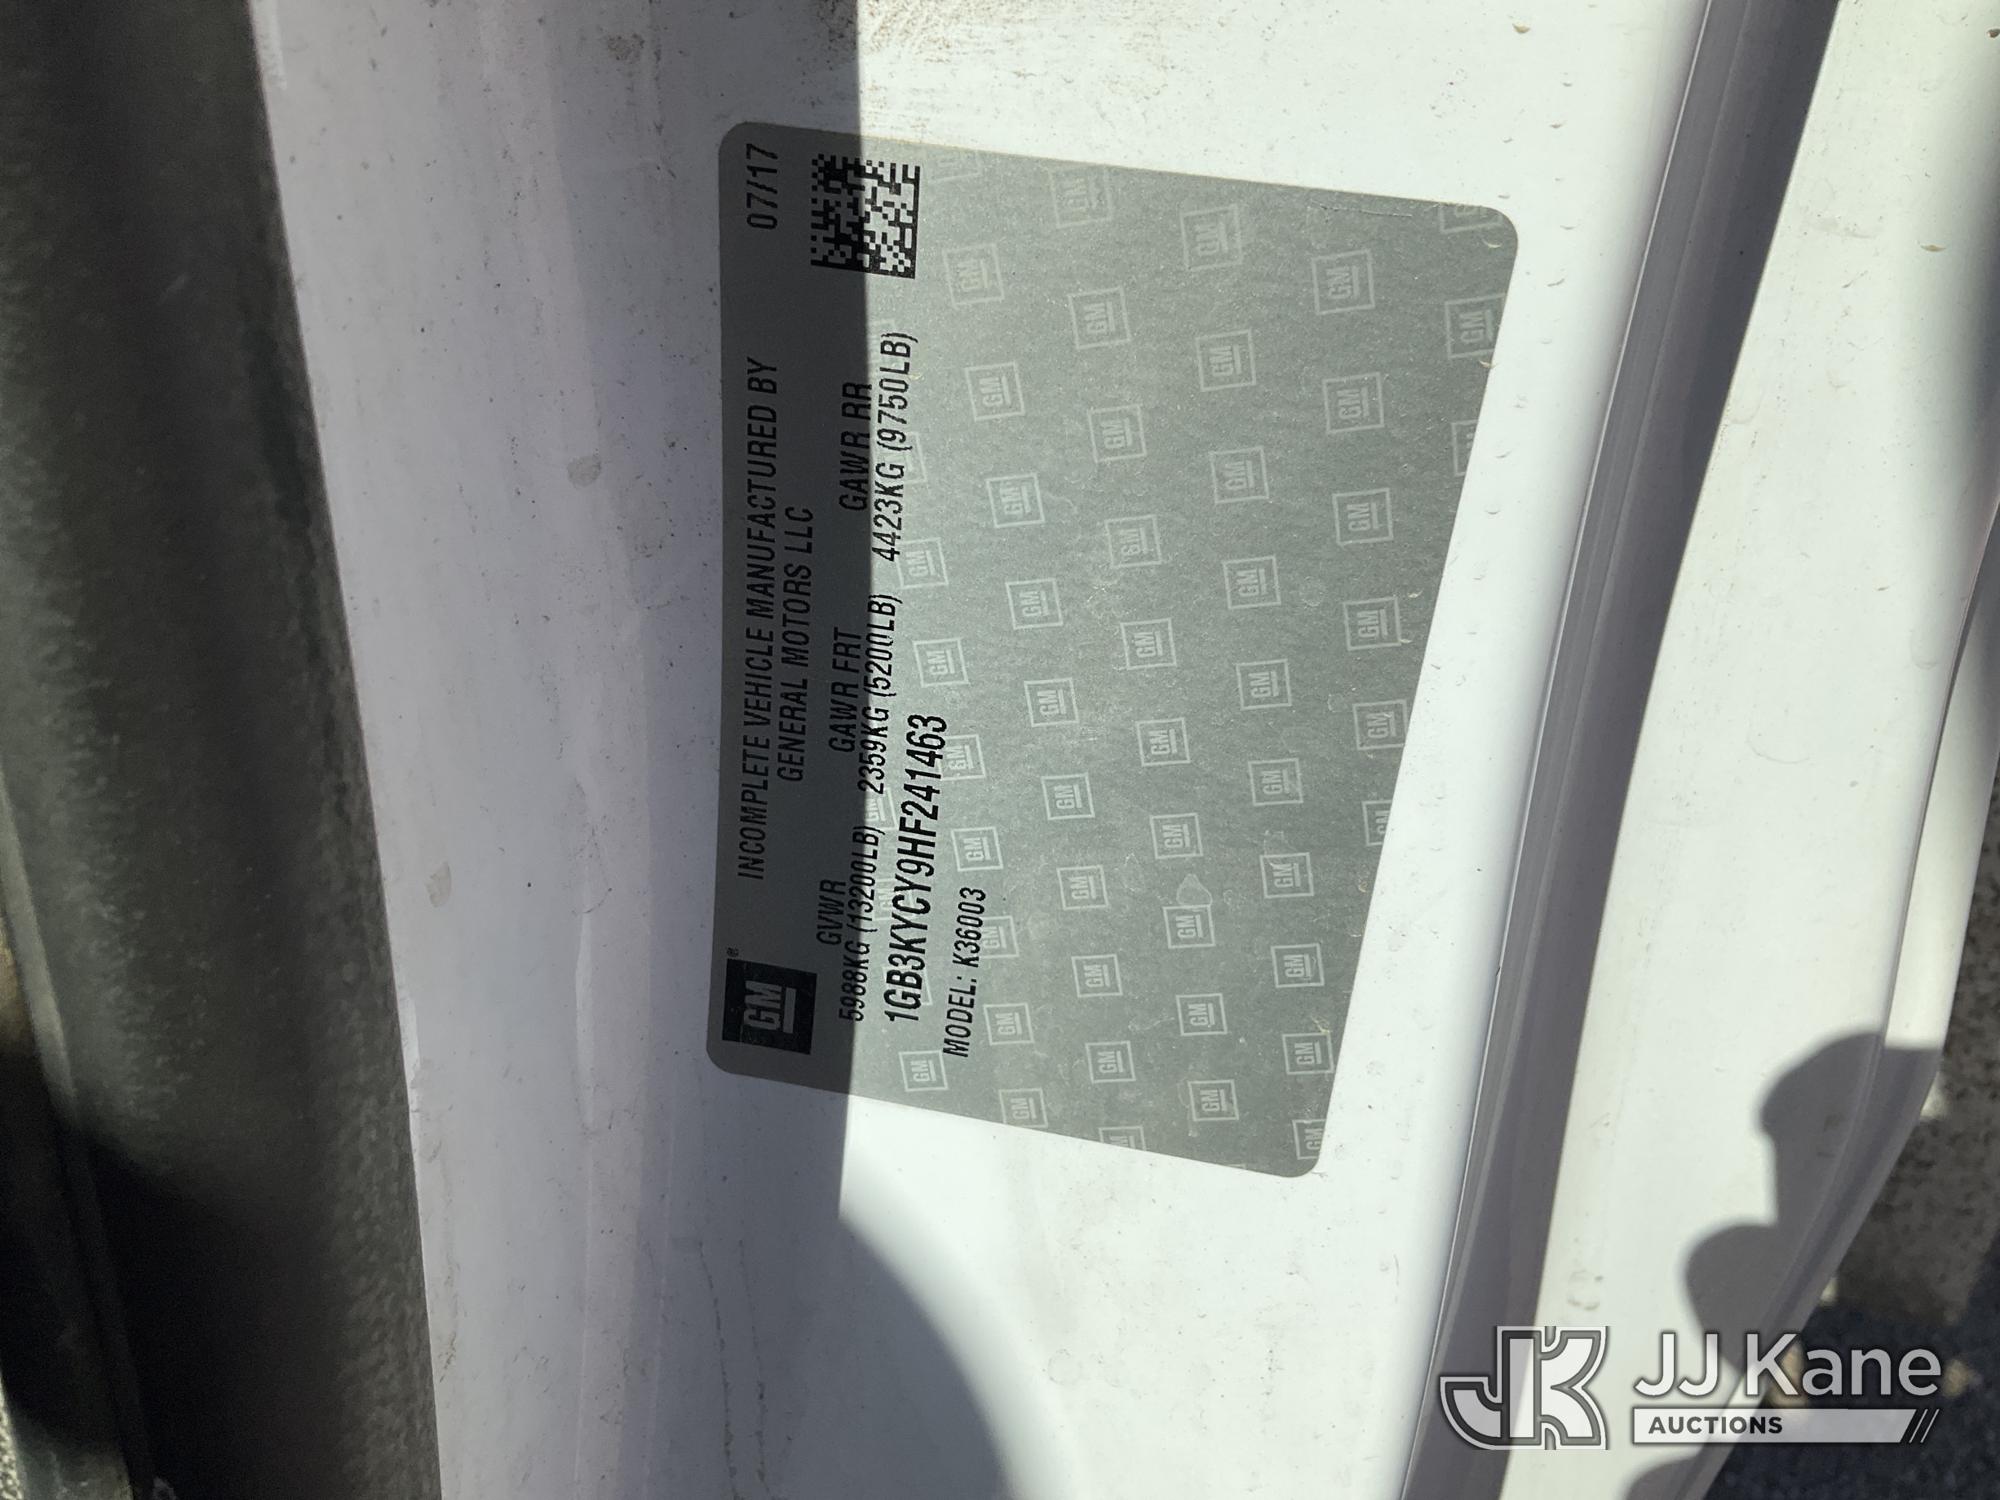 GM® INCOMPLETE VEHICLE MANUFACTURED BY 07/17
GENERAL MOTORS LLC
GVWR GAWR FRT GAWR RR
5988KG (13200LB) 2359KG (5200LB) 4423KG (9750LB)
1GB3KYCY9HF241463
MODEL: K36003
JK JJ Kane
AUCTIONS